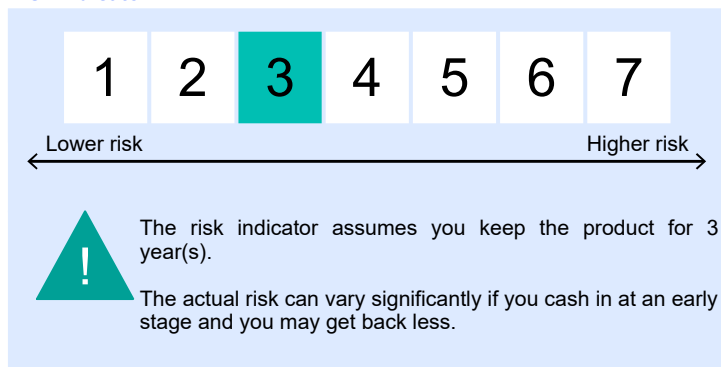 1 2 3 4 5 6 7
Lower risk Higher risk
!
The risk indicator assumes you keep the product for 3
year(s).
The actual risk can vary significantly if you cash in at an early
stage and you may get back less.